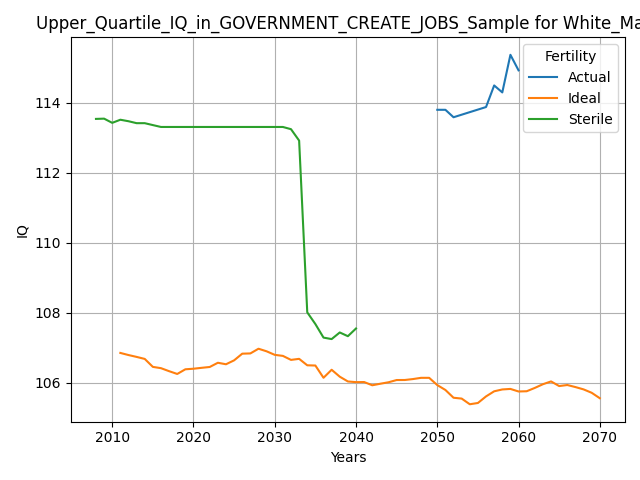 Upper_Quartile_IQ_in_GOVERNMENT_CREATE_JOBS_Sample for White_Ma
Fertility
Actual
Ideal
Sterile
IQ
114
112
110
108
106
2010 2020 2030 2040 2050 2060 2070
Years